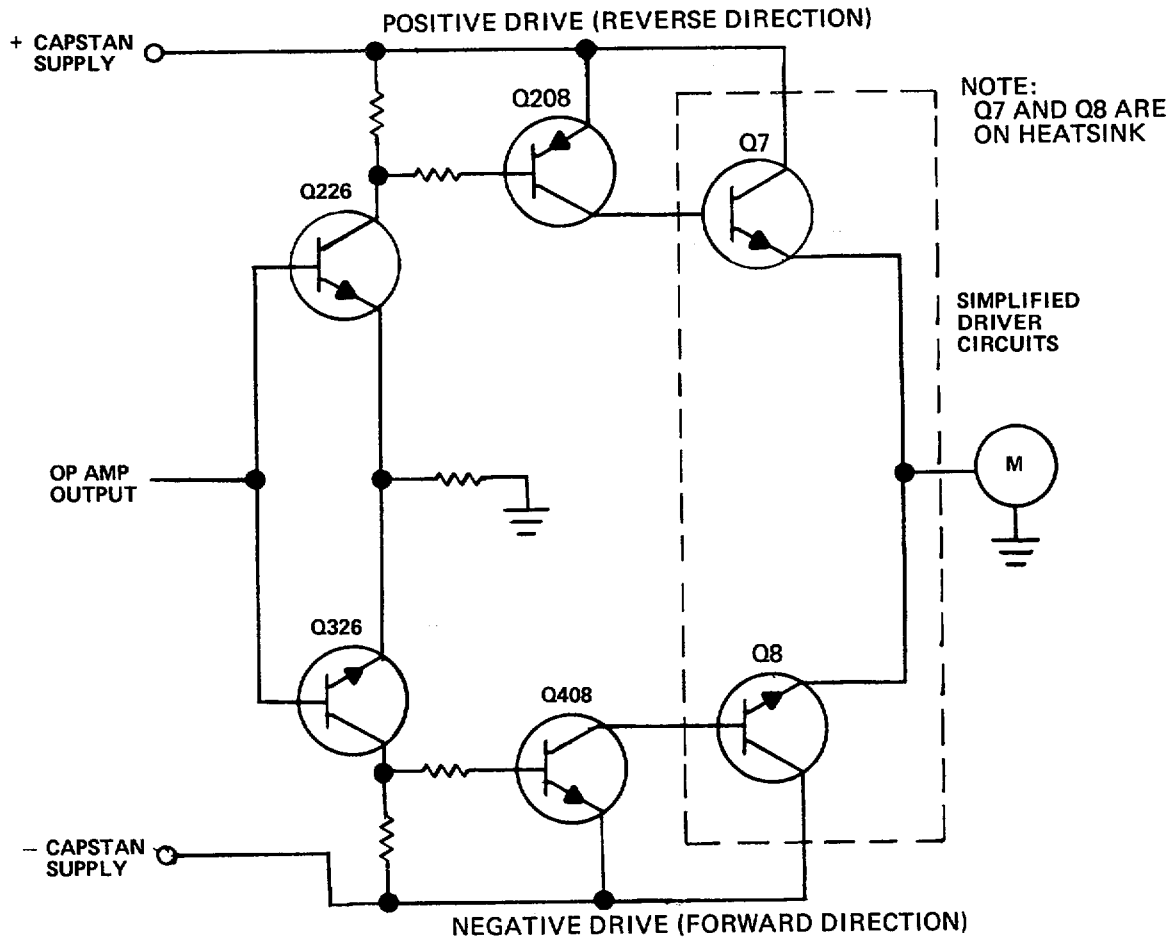 POSITIVE DRIVE (REVERSE DIRECTION)
+ CAPSTAN
SUPPLY
Q208
NOTE:
Q7 AND Q8 ARE
ON HEATSINK
Q7
Q226
SIMPLIFIED
DRIVER
CIRCUITS
OP AMP
OUTPUT
M
Q326
Q8
Q408
– CAPSTAN
SUPPLY
NEGATIVE DRIVE (FORWARD DIRECTION)